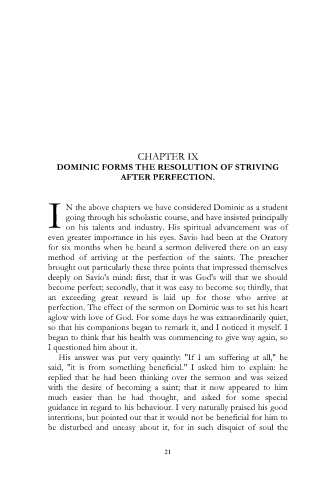 CHAPTER IX
DOMINIC FORMS THE RESOLUTION OF STRIVING
AFTER PERFECTION.
IN the above chapters we have considered Dominic as a student
going through his scholastic course, and have insisted principally
on his talents and industry. His spiritual advancement was of
even greater importance in his eyes. Savio had been at the Oratory
for six months when he heard a sermon delivered there on an easy
method of arriving at the perfection of the saints. The preacher
brought out particularly these three points that impressed themselves
deeply on Savio's mind: first, that it was God's will that we should
become perfect; secondly, that it was easy to become so; thirdly, that
an exceeding great reward is laid up for those who arrive at
perfection. The effect of the sermon on Dominic was to set his heart
aglow with love of God. For some days he was extraordinarily quiet,
so that his companions began to remark it, and I noticed it myself. I
began to think that his health was commencing to give way again, so
I questioned him about it.
His answer was put very quaintly: "If I am suffering at all," he
said, "it is from something beneficial." I asked him to explain: he
replied that he had been thinking over the sermon and was seized
with the desire of becoming a saint; that it now appeared to him
much easier than he had thought, and asked for some special
guidance in regard to his behaviour. I very naturally praised his good
intentions, but pointed out that it would not be beneficial for him to
be disturbed and uneasy about it, for in such disquiet of soul the
21